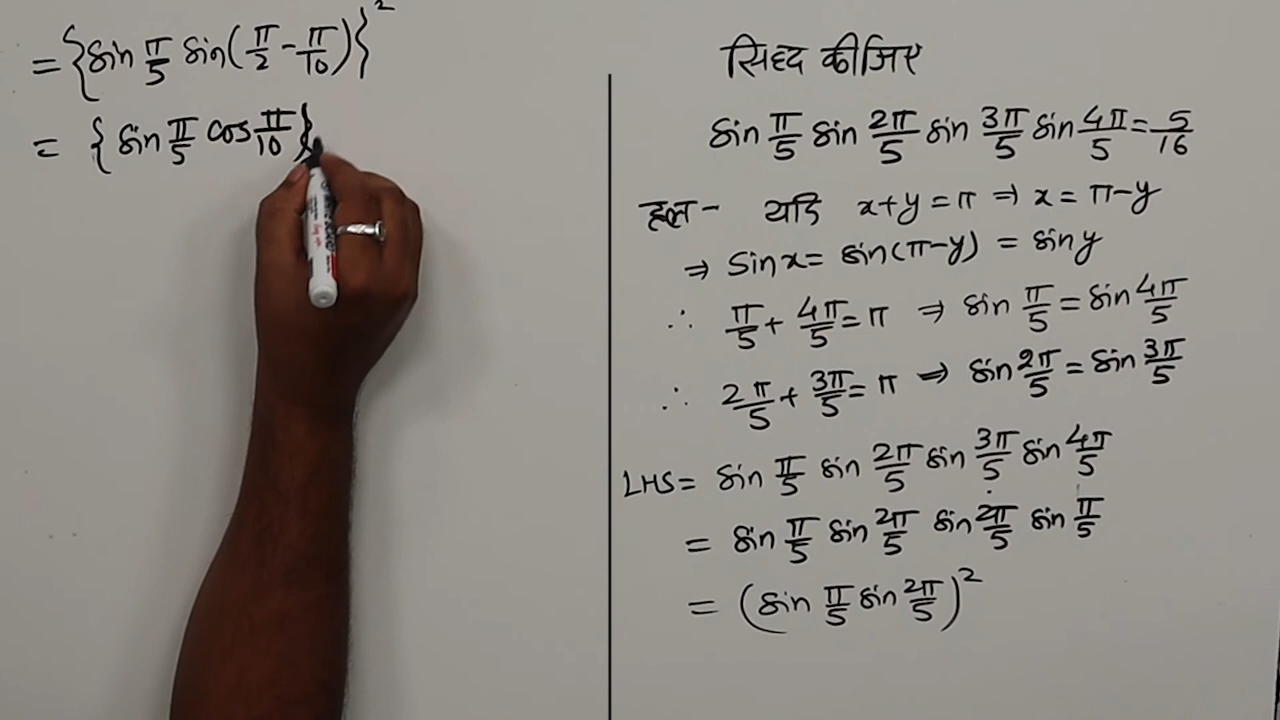 = {sin π/5 sin(π/2 - π/10)}²
= {sin π/5 cos π/10}
सिध्द कीजिए
sin π/5 sin 2π/5 sin 3π/5 sin 4π/5 = 5/16
हल - यदि x+y = π ⇒ x = π-y
⇒ Sin x = sin(π-y) = sin y
∴ π/5 + 4π/5 = π ⇒ sin π/5 = sin 4π/5
∴ 2π/5 + 3π/5 = π ⇒ sin 2π/5 = sin 3π/5
LHS = sin π/5 sin 2π/5 sin 3π/5 sin 4π/5
= sin π/5 sin 2π/5 sin 2π/5 sin π/5
= (sin π/5 sin 2π/5)²